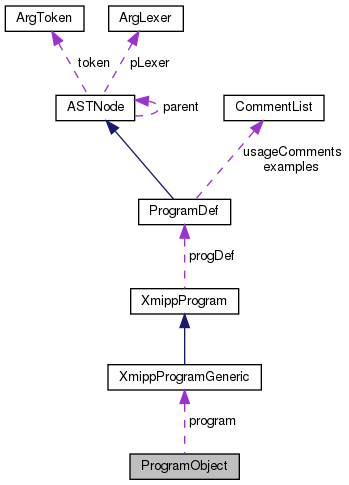 ArgToken
ArgLexer
token
pLexer
ASTNode
parent
CommentList
usageComments
examples
ProgramDef
progDef
XmippProgram
XmippProgramGeneric
program
ProgramObject